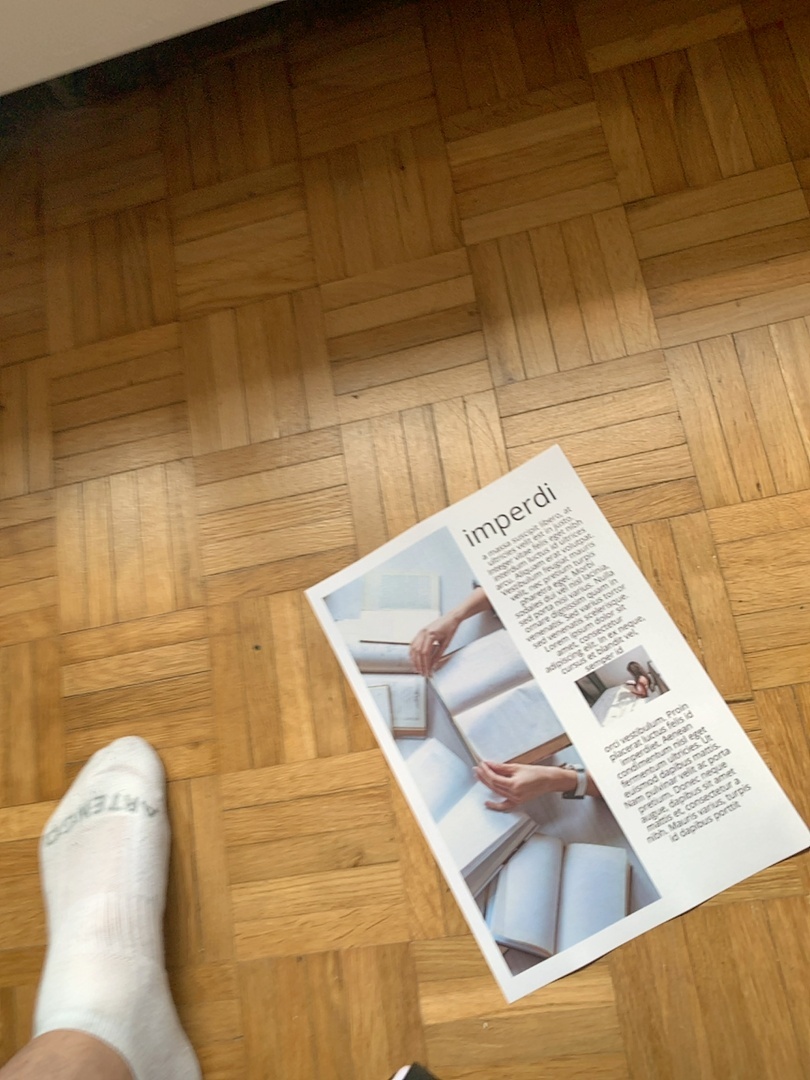 imperdi
a massa suscipit libero, at
ultricies velit est in justo.
Integer vitae felis eget nibh
interdum luctus id ultrices
arcu. Aliquam erat volutpat.
Vestibulum feugiat mauris
velit, nec pretium turpis
pharetra eget. Morbi
sodales dui vel nisl lacinia,
sed porta nisi varius. Nulla
ornare dignissim quam in
venenatis. Sed varius tortor
sed venenatis scelerisque.
Lorem ipsum dolor sit
amet, consectetur
adipiscing elit. In ex neque,
cursus et blandit vel,
semper id
orci vestibulum. Proin
placerat luctus felis id
imperdiet. Aenean
condimentum nisl eget
fermentum ultricies. Ut
euismod dapibus mattis.
Nam pulvinar velit ac porta
pretium. Donec neque
augue, dapibus sit amet
mattis et, consectetur a
nibh. Mauris varius, turpis
id dapibus porttit
ARTENGO